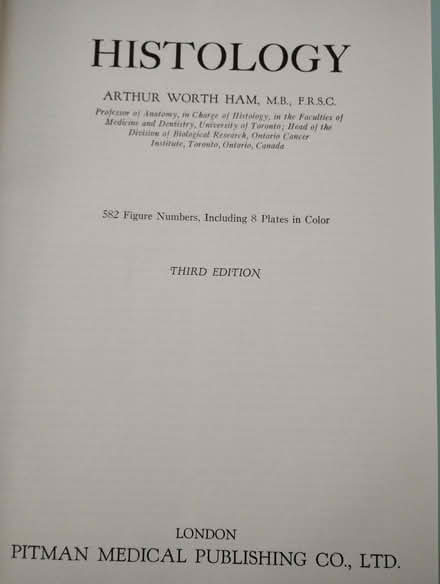 HISTOLOGY
ARTHUR WORTH HAM, M.B., F.R.S.C.
Professor of Anatomy, in Charge of Histology, in the Faculties of
Medicine and Dentistry, University of Toronto; Head of the
Division of Biological Research, Ontario Cancer
Institute, Toronto, Ontario, Canada
582 Figure Numbers, Including 8 Plates in Color
THIRD EDITION
LONDON
PITMAN MEDICAL PUBLISHING CO., LTD.